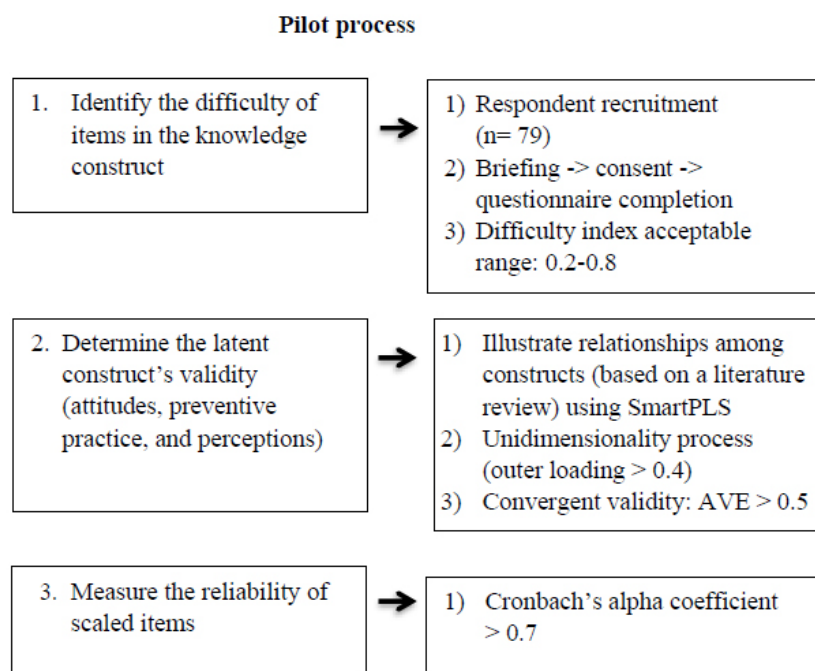 Pilot process
1. Identify the difficulty of
items in the knowledge
construct
1) Respondent recruitment
(n= 79)
2) Briefing -> consent ->
questionnaire completion
3) Difficulty index acceptable
range: 0.2-0.8
2. Determine the latent
construct's validity
(attitudes, preventive
practice, and perceptions)
1) Illustrate relationships among
constructs (based on a literature
review) using SmartPLS
2) Unidimensionality process
(outer loading > 0.4)
3) Convergent validity: AVE > 0.5
3. Measure the reliability of
scaled items
1) Cronbach's alpha coefficient
> 0.7